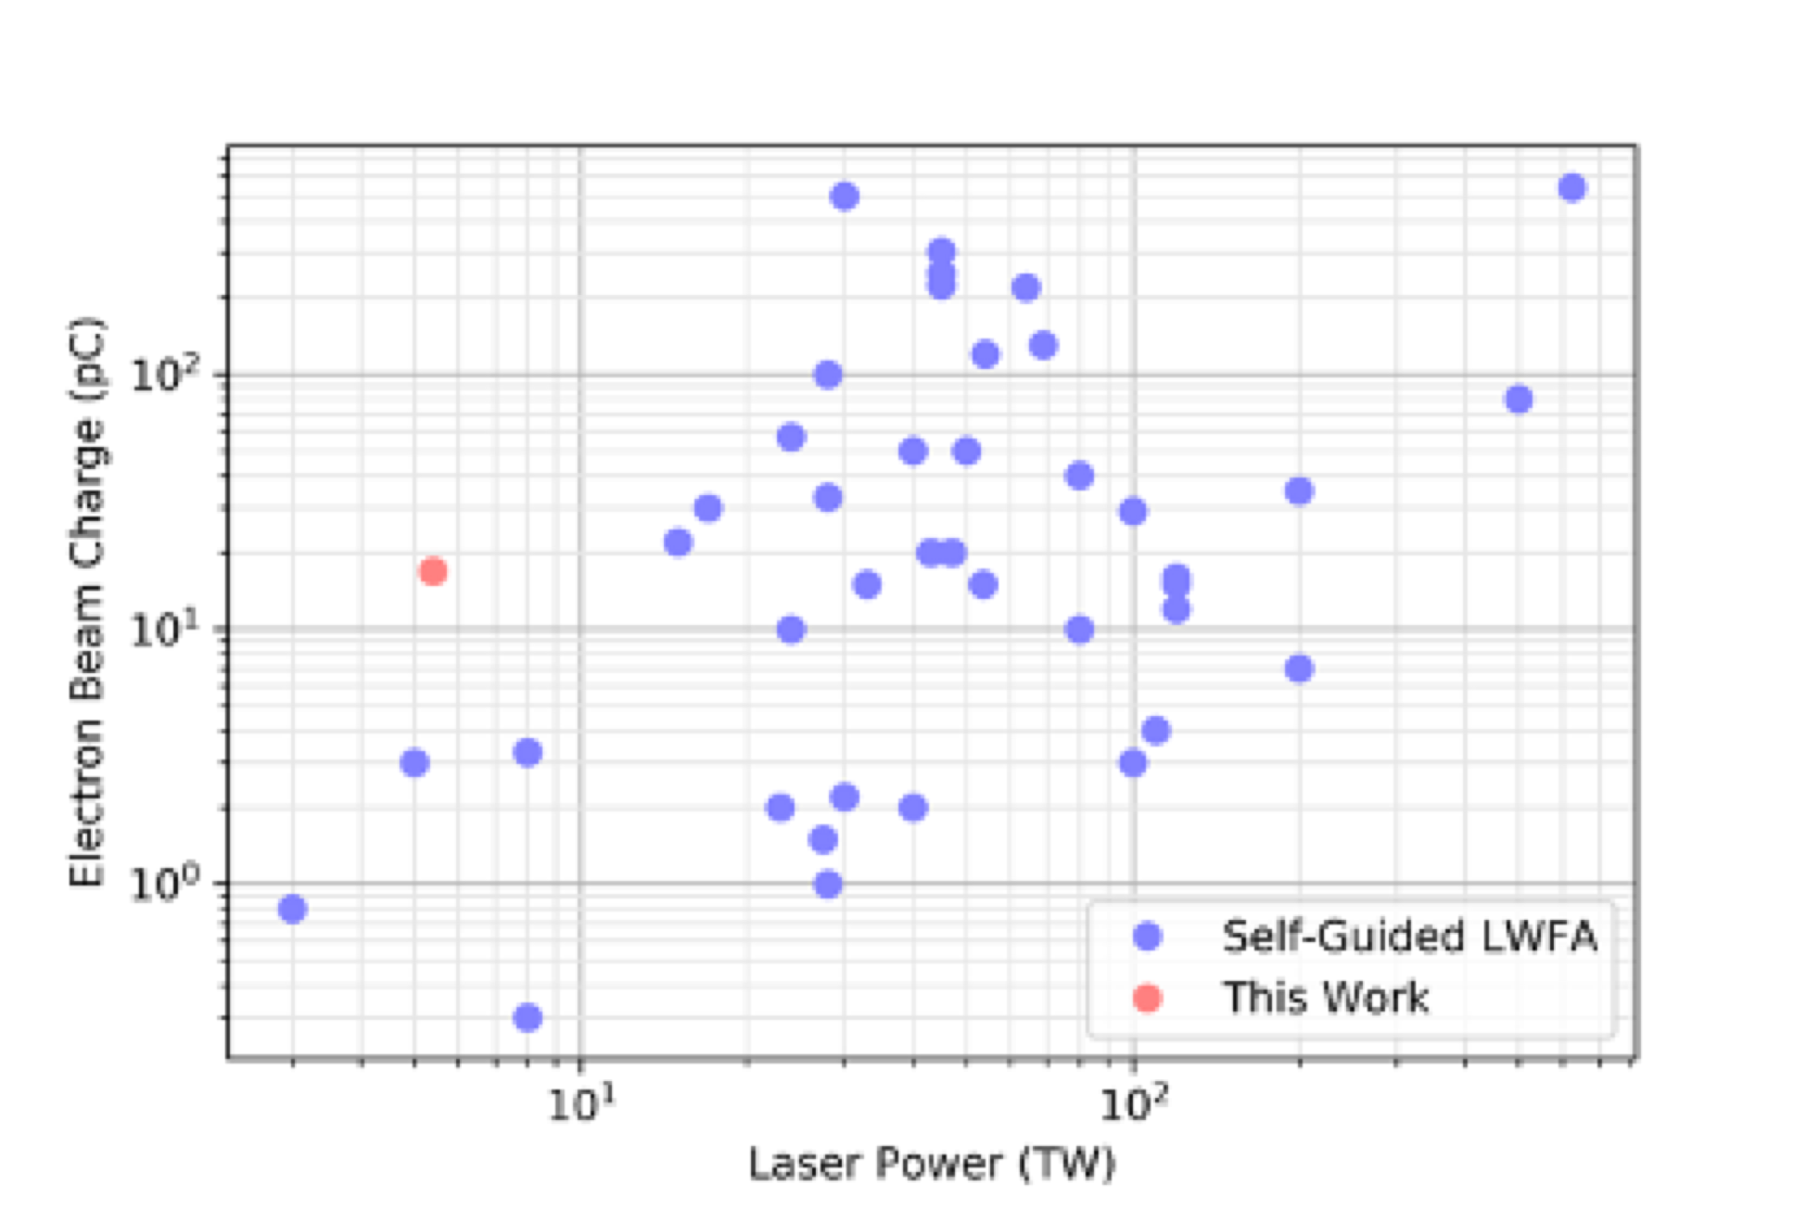 Electron Beam Charge (pC)
10²
10¹
10⁰
10¹
10²
Laser Power (TW)
Self-Guided LWFA
This Work